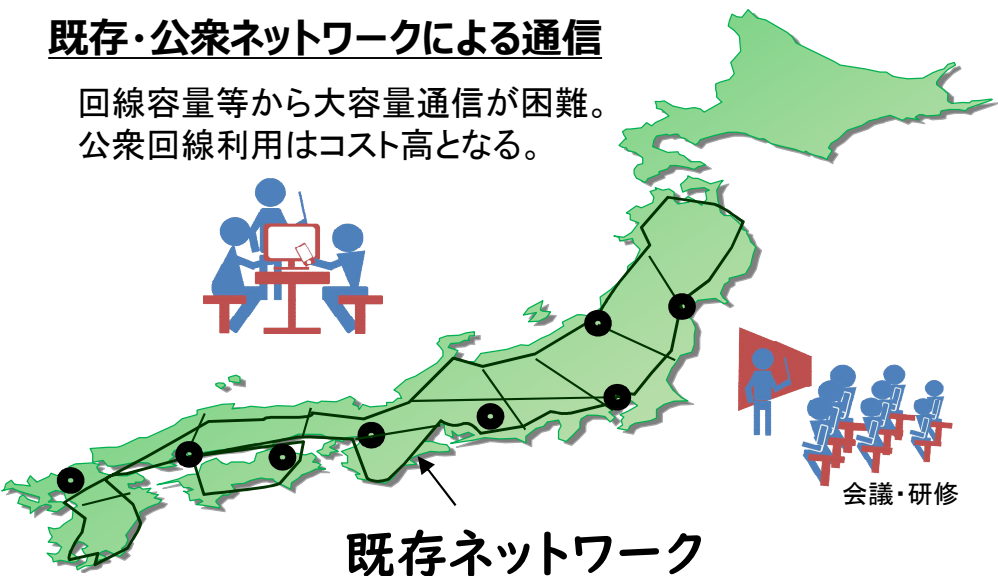 既存・公衆ネットワークによる通信
回線容量等から大容量通信が困難。
公衆回線利用はコスト高となる。
会議・研修
既存ネットワーク